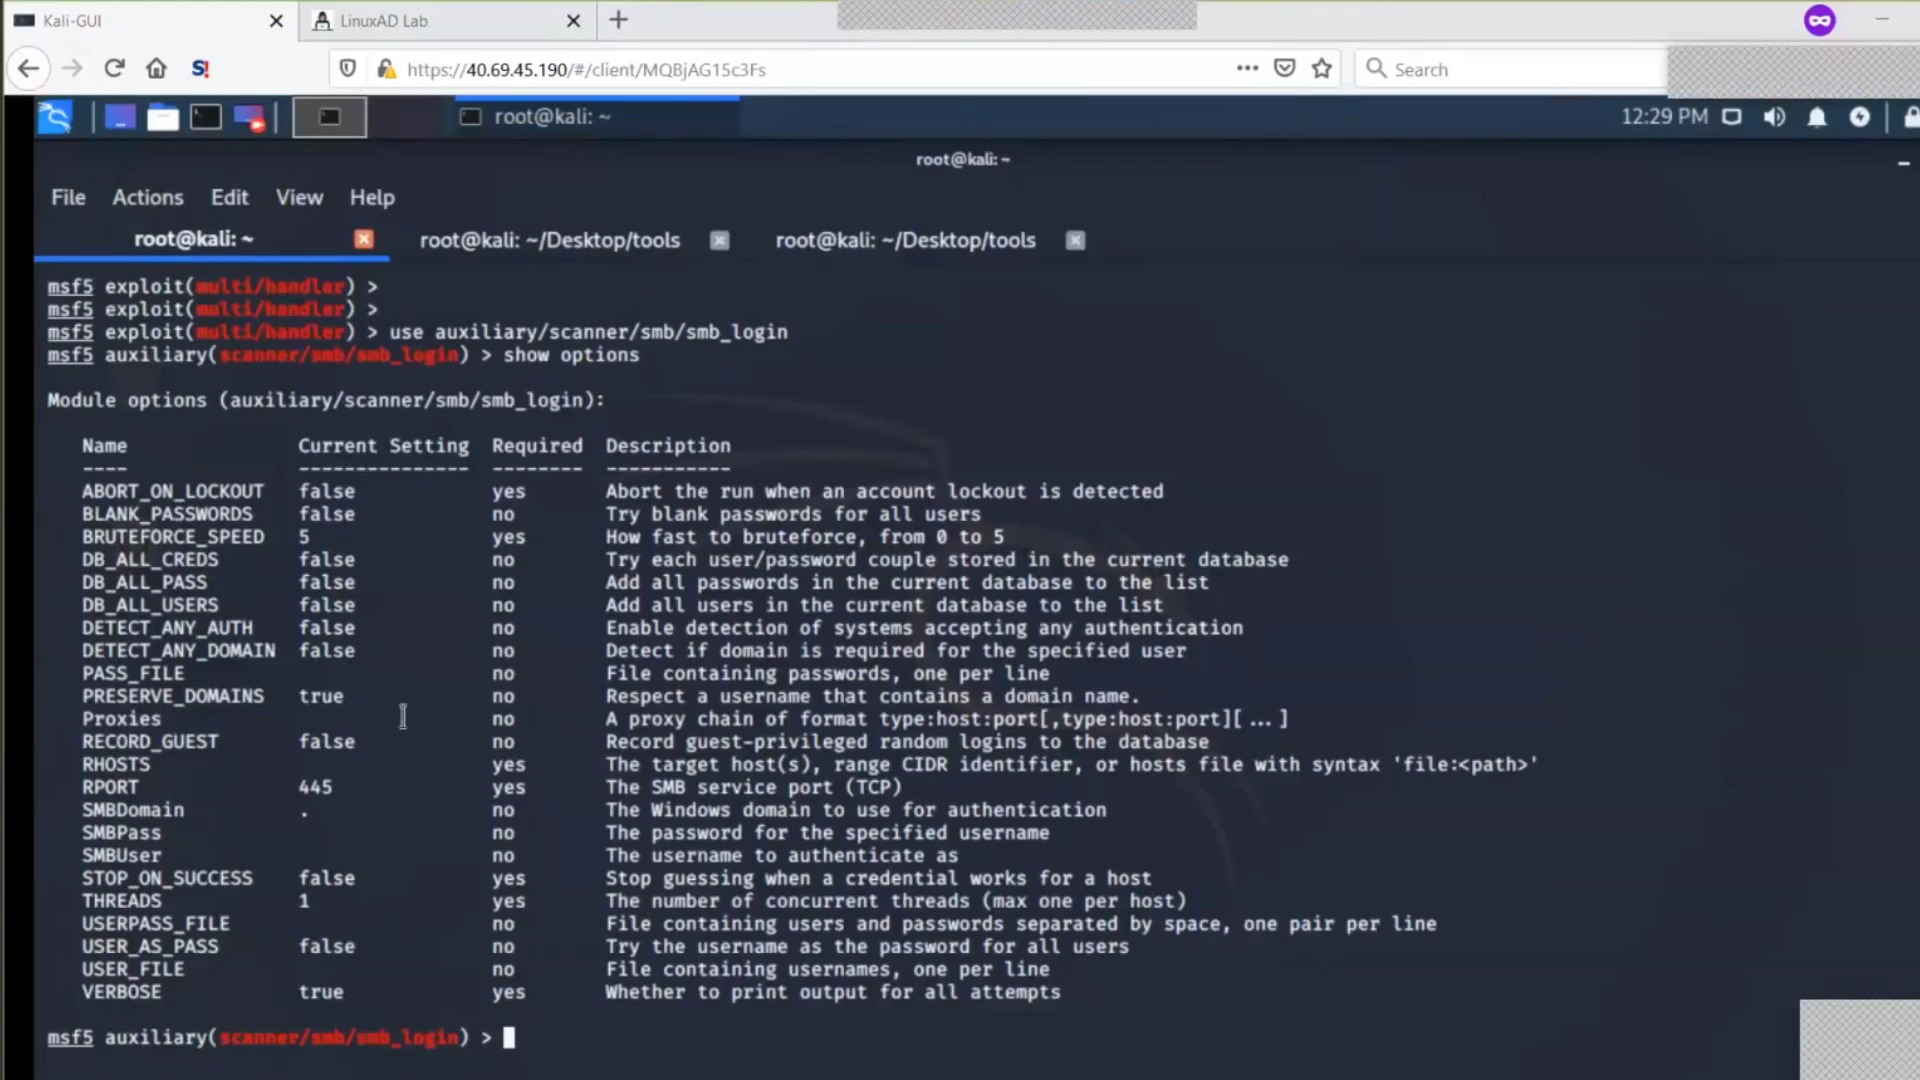 Kali-GUI
LinuxAD Lab
S!
https://40.69.45.190/#/client/MQBjAG15c3Fs
Search
root@kali: ~
12:29 PM
root@kali: ~
File Actions Edit View Help
root@kali: ~
root@kali: ~/Desktop/tools
root@kali: ~/Desktop/tools
msf5 exploit(multi/handler) >
msf5 exploit(multi/handler) >
msf5 exploit(multi/handler) > use auxiliary/scanner/smb/smb_login
msf5 auxiliary(scanner/smb/smb_login) > show options
Module options (auxiliary/scanner/smb/smb_login):
Name Current Setting Required Description
---- --------------- -------- -----------
ABORT_ON_LOCKOUT false yes Abort the run when an account lockout is detected
BLANK_PASSWORDS false no Try blank passwords for all users
BRUTEFORCE_SPEED 5 yes How fast to bruteforce, from 0 to 5
DB_ALL_CREDS false no Try each user/password couple stored in the current database
DB_ALL_PASS false no Add all passwords in the current database to the list
DB_ALL_USERS false no Add all users in the current database to the list
DETECT_ANY_AUTH false no Enable detection of systems accepting any authentication
DETECT_ANY_DOMAIN false no Detect if domain is required for the specified user
PASS_FILE no File containing passwords, one per line
PRESERVE_DOMAINS true no Respect a username that contains a domain name.
Proxies no A proxy chain of format type:host:port[,type:host:port][...]
RECORD_GUEST false no Record guest-privileged random logins to the database
RHOSTS yes The target host(s), range CIDR identifier, or hosts file with syntax 'file:<path>'
RPORT 445 yes The SMB service port (TCP)
SMBDomain . no The Windows domain to use for authentication
SMBPass no The password for the specified username
SMBUser no The username to authenticate as
STOP_ON_SUCCESS false yes Stop guessing when a credential works for a host
THREADS 1 yes The number of concurrent threads (max one per host)
USERPASS_FILE no File containing users and passwords separated by space, one pair per line
USER_AS_PASS false no Try the username as the password for all users
USER_FILE no File containing usernames, one per line
VERBOSE true yes Whether to print output for all attempts
msf5 auxiliary(scanner/smb/smb_login) >